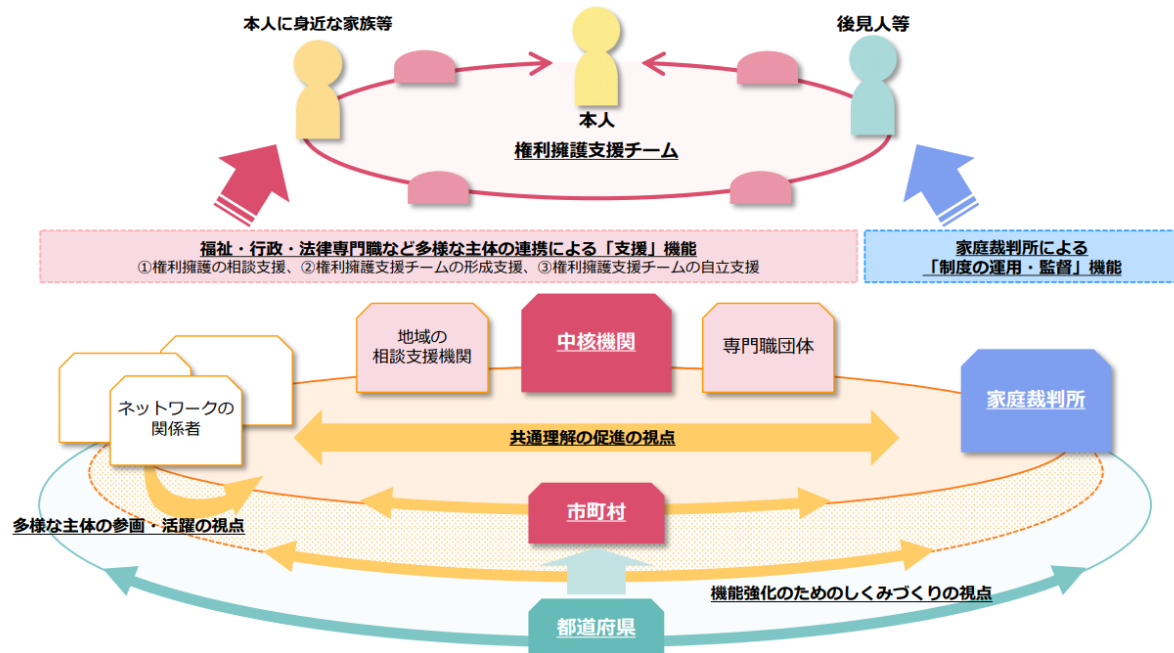 本人に身近な家族等
後見人等
本人
権利擁護支援チーム
福祉・行政・法律専門職など多様な主体の連携による「支援」機能
①権利擁護の相談支援、②権利擁護支援チームの形成支援、③権利擁護支援チームの自立支援
家庭裁判所による
「制度の運用・監督」機能
地域の
相談支援機関
中核機関
専門職団体
ネットワークの
関係者
家庭裁判所
共通理解の促進の視点
市町村
多様な主体の参画・活躍の視点
機能強化のためのしくみづくりの視点
都道府県